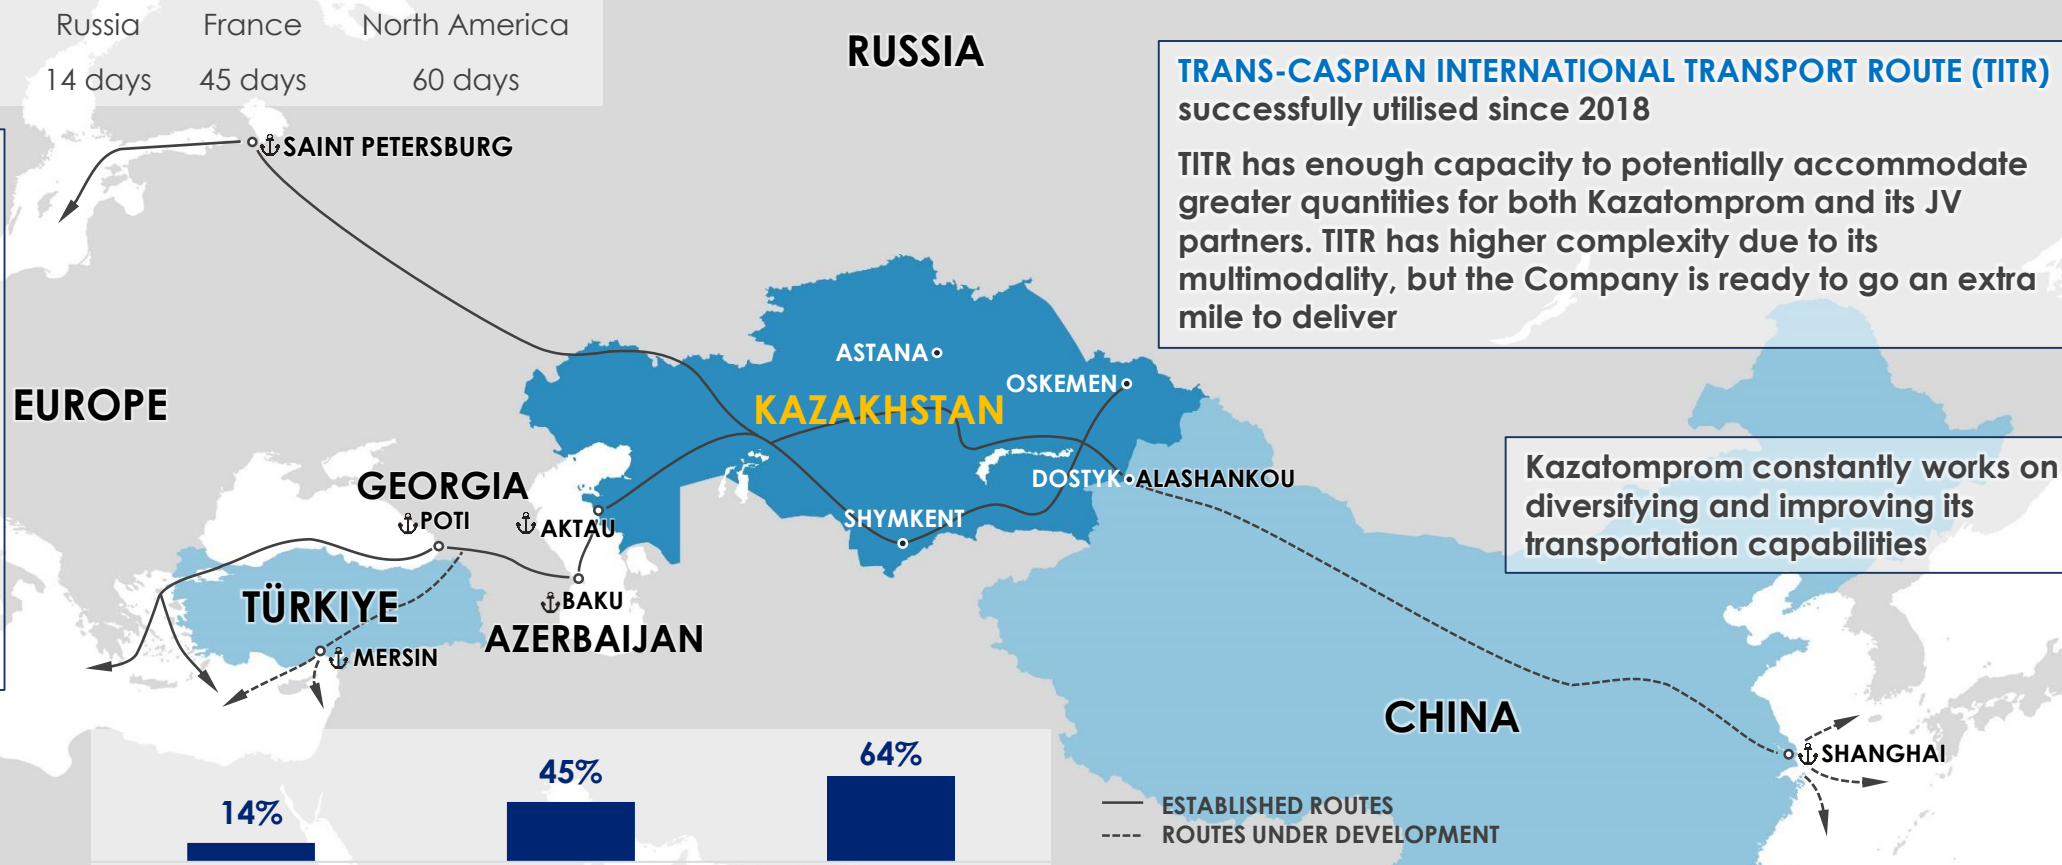 Russia France North America
14 days 45 days 60 days
RUSSIA
TRANS-CASPIAN INTERNATIONAL TRANSPORT ROUTE (TITR)
successfully utilised since 2018
TITR has enough capacity to potentially accommodate
greater quantities for both Kazatomprom and its JV
partners. TITR has higher complexity due to its
multimodality, but the Company is ready to go an extra
mile to deliver
SAINT PETERSBURG
ASTANA
OSKEMEN
EUROPE
KAZAKHSTAN
Kazatomprom constantly works on
diversifying and improving its
transportation capabilities
GEORGIA
DOSTYK ALASHANKOU
POTI
AKTAU
SHYMKENT
TÜRKIYE
BAKU
AZERBAIJAN
MERSIN
CHINA
SHANGHAI
14%
45%
64%
ESTABLISHED ROUTES
ROUTES UNDER DEVELOPMENT